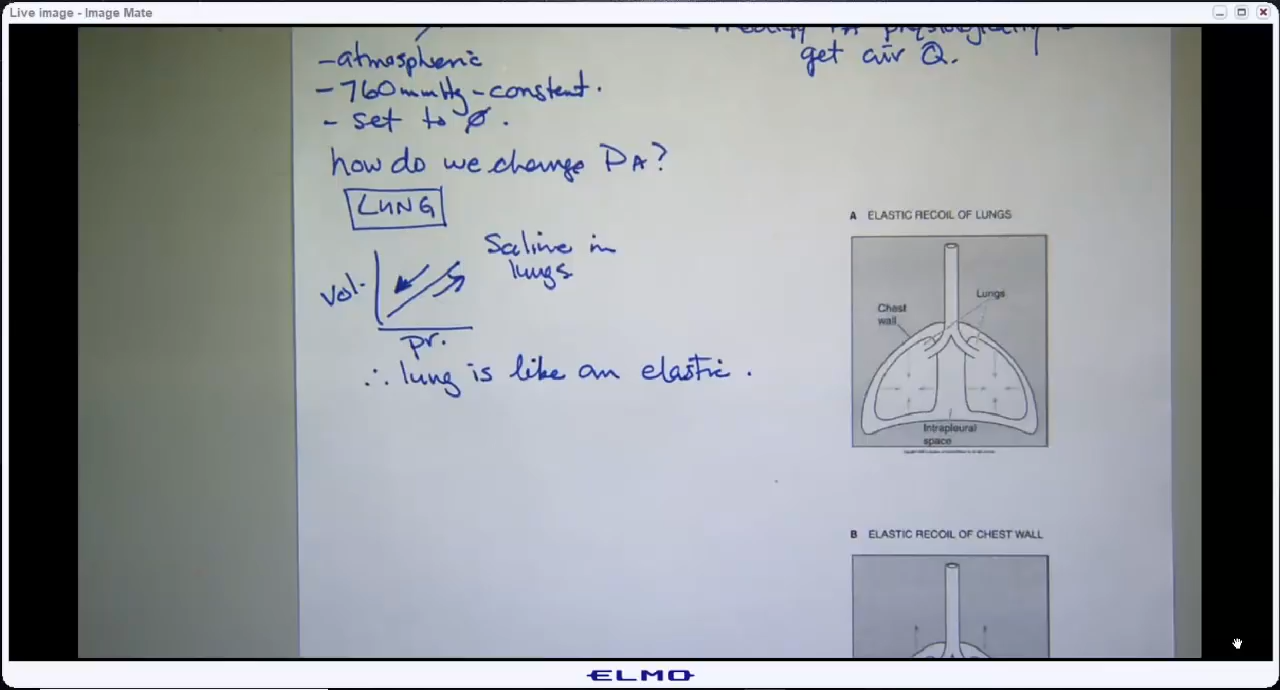 Live image - Image Mate
get air Q.
- atmospheric
- 760 mmHg - constant.
- set to Ø.
how do we change PA?
LUNG
Saline in
lungs
Vol.
pr.
∴ lung is like an elastic.
A ELASTIC RECOIL OF LUNGS
Lungs
Chest
wall
Intrapleural
space
B ELASTIC RECOIL OF CHEST WALL
ELMO